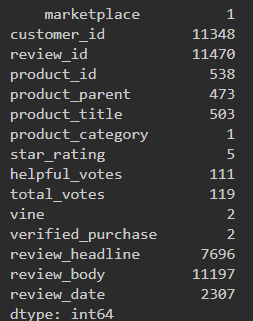 marketplace 1
customer_id 11348
review_id 11470
product_id 538
product_parent 473
product_title 503
product_category 1
star_rating 5
helpful_votes 111
total_votes 119
vine 2
verified_purchase 2
review_headline 7696
review_body 11197
review_date 2307
dtype: int64